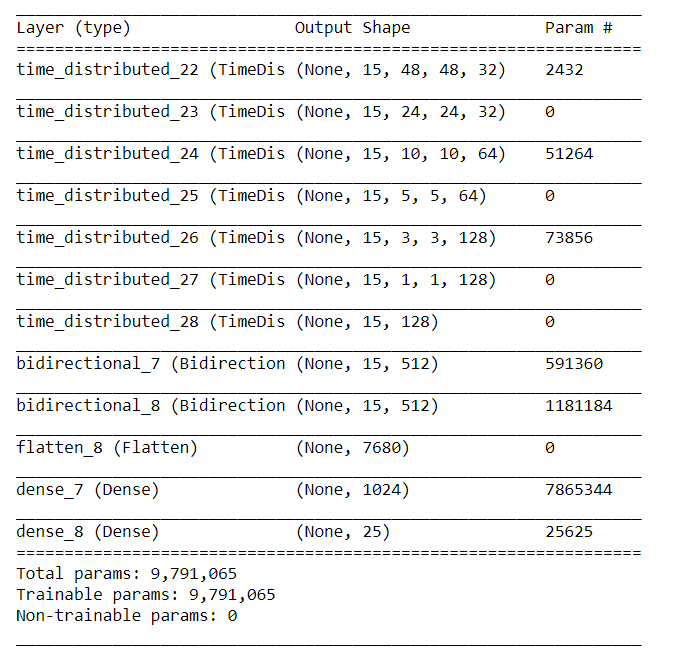 Layer (type)                 Output Shape              Param #
=================================================================
time_distributed_22 (TimeDis (None, 15, 48, 48, 32)    2432
_________________________________________________________________
time_distributed_23 (TimeDis (None, 15, 24, 24, 32)    0
_________________________________________________________________
time_distributed_24 (TimeDis (None, 15, 10, 10, 64)    51264
_________________________________________________________________
time_distributed_25 (TimeDis (None, 15, 5, 5, 64)      0
_________________________________________________________________
time_distributed_26 (TimeDis (None, 15, 3, 3, 128)     73856
_________________________________________________________________
time_distributed_27 (TimeDis (None, 15, 1, 1, 128)     0
_________________________________________________________________
time_distributed_28 (TimeDis (None, 15, 128)           0
_________________________________________________________________
bidirectional_7 (Bidirection (None, 15, 512)           591360
_________________________________________________________________
bidirectional_8 (Bidirection (None, 15, 512)           1181184
_________________________________________________________________
flatten_8 (Flatten)          (None, 7680)              0
_________________________________________________________________
dense_7 (Dense)              (None, 1024)              7865344
_________________________________________________________________
dense_8 (Dense)              (None, 25)                25625
=================================================================
Total params: 9,791,065
Trainable params: 9,791,065
Non-trainable params: 0
_________________________________________________________________